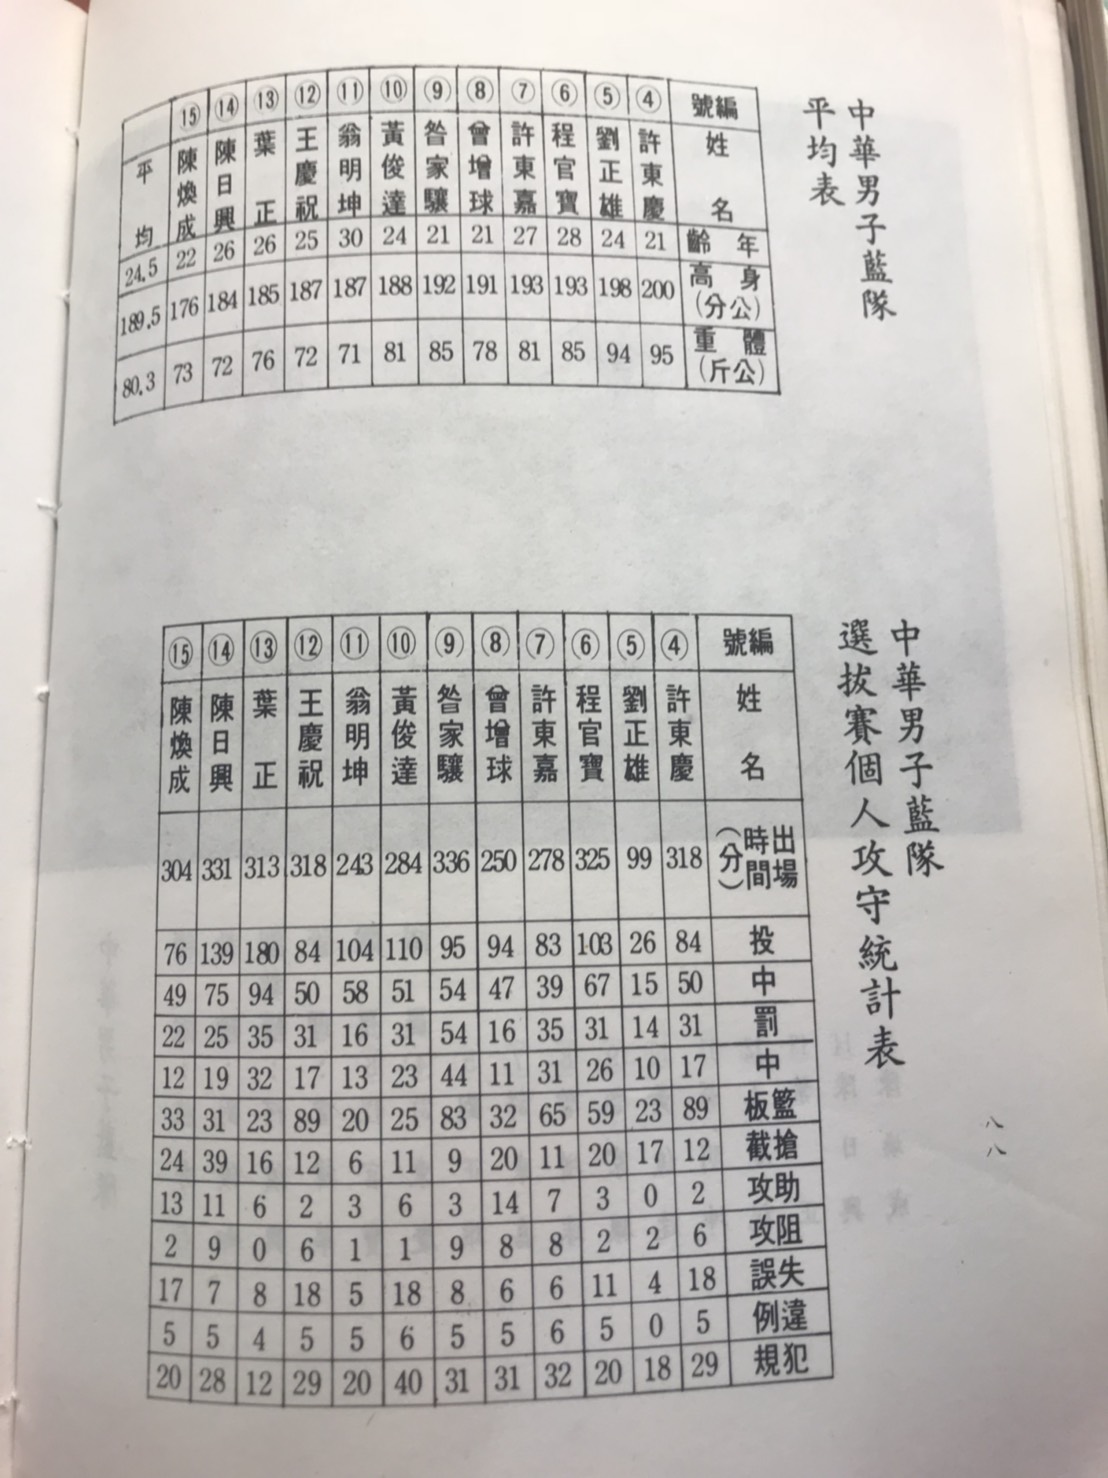 中華男子藍隊
平均表
編號 姓名 年齡 身高(公分) 體重(公斤)
④ 許東慶 21 200 95
⑤ 劉正雄 24 198 94
⑥ 程官寶 28 193 85
⑦ 許東嘉 27 193 81
⑧ 曾增球 21 191 78
⑨ 昝家驤 21 192 85
⑩ 黃俊達 24 188 81
⑪ 翁明坤 30 187 71
⑫ 王慶祝 25 187 72
⑬ 葉正 26 185 76
⑭ 陳日興 26 184 72
⑮ 陳煥成 22 176 73
平均 24.5 189.5 80.3
中華男子藍隊
選拔賽個人攻守統計表
編號 姓名 出場時間(分) 投 中 罰 中 籃板 搶截 助攻 阻攻 失誤 違例 犯規
④ 許東慶 318 84 50 31 17 89 12 2 6 18 5 29
⑤ 劉正雄 99 26 15 14 10 23 17 0 2 4 0 18
⑥ 程官寶 325 103 67 31 26 59 20 3 2 11 5 20
⑦ 許東嘉 278 83 39 35 31 65 11 7 8 6 6 32
⑧ 曾增球 250 94 47 16 11 32 20 14 8 6 5 31
⑨ 昝家驤 336 95 54 54 44 83 9 3 9 8 5 31
⑩ 黃俊達 284 110 51 31 23 25 11 6 1 18 6 40
⑪ 翁明坤 243 104 58 16 13 20 6 3 1 5 5 20
⑫ 王慶祝 318 84 50 31 17 89 12 2 6 18 5 29
⑬ 葉正 313 180 94 35 32 23 16 6 0 8 4 12
⑭ 陳日興 331 139 75 25 19 31 39 11 9 7 5 28
⑮ 陳煥成 304 76 49 22 12 33 24 13 2 17 5 20
八八